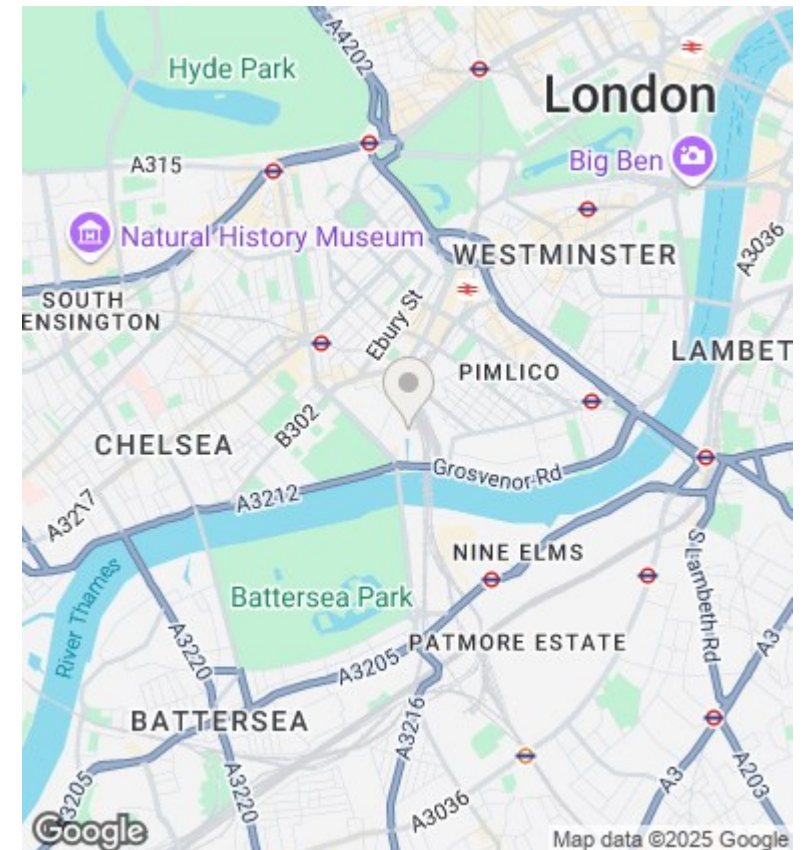 A4202
Hyde Park
London
A315
Big Ben
Natural History Museum
WESTMINSTER
A3036
SOUTH
ENSINGTON
Ebury St
LAMBET
PIMLICO
B302
CHELSEA
Grosvenor Rd
A3212
A3217
NINE ELMS
S Lambeth Rd
River Thames
Battersea Park
A3220
A3205
PATMORE ESTATE
A3
BATTERSEA
A3216
A3205
A3220
A3036
A3
A203
Google
Map data ©2025 Google